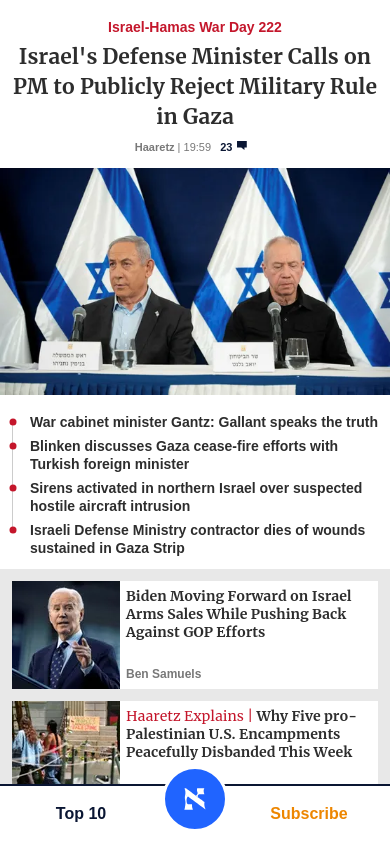 Israel-Hamas War Day 222
Israel's Defense Minister Calls on
PM to Publicly Reject Military Rule
in Gaza
Haaretz | 19:59 23
ראש הממשלה
בנימין נתניהו
שר הביטחון
יואב גלנט
War cabinet minister Gantz: Gallant speaks the truth
Blinken discusses Gaza cease-fire efforts with
Turkish foreign minister
Sirens activated in northern Israel over suspected
hostile aircraft intrusion
Israeli Defense Ministry contractor dies of wounds
sustained in Gaza Strip
Biden Moving Forward on Israel
Arms Sales While Pushing Back
Against GOP Efforts
Ben Samuels
Haaretz Explains | Why Five pro-
Palestinian U.S. Encampments
Peacefully Disbanded This Week
Top 10
א
Subscribe